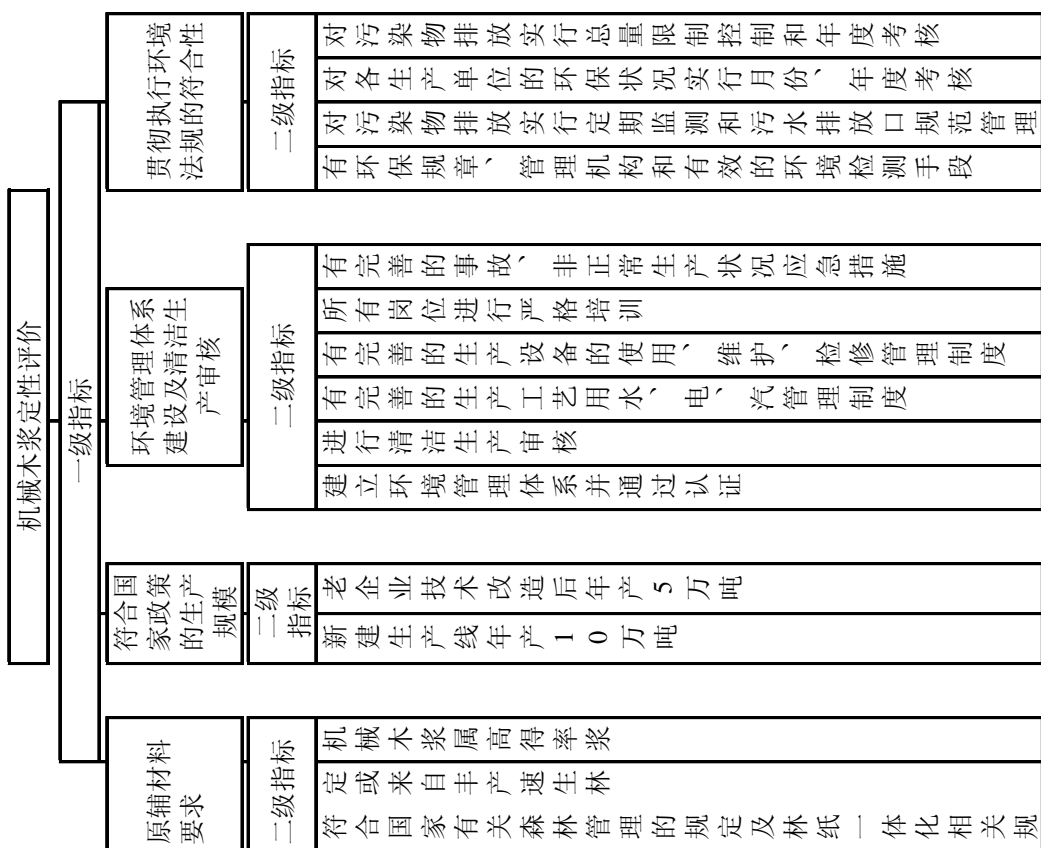 机械木浆定性评价
一级指标
原辅材料
要求
二级指标
符合国家有关森林管理的规定及林纸一体化相关规
定或来自丰产速生林
机械木浆属高得率浆
符合国
家政策
的生产
规模
二级
指标
新建生产线年产10万吨
老企业技术改造后年产5万吨
环境管理体系
建设及清洁生
产审核
二级指标
建立环境管理体系并通过认证
进行清洁生产审核
有完善的生产工艺用水、电、汽管理制度
有完善的生产设备的使用、维护、检修管理制度
所有岗位进行严格培训
有完善的事故、非正常生产状况应急措施
贯彻执行环境
法规的符合性
二级指标
有环保规章、管理机构和有效的环境检测手段
对污染物排放实行定期监测和污水排放口规范管理
对各生产单位的环保状况实行月份、年度考核
对污染物排放实行总量限制控制和年度考核